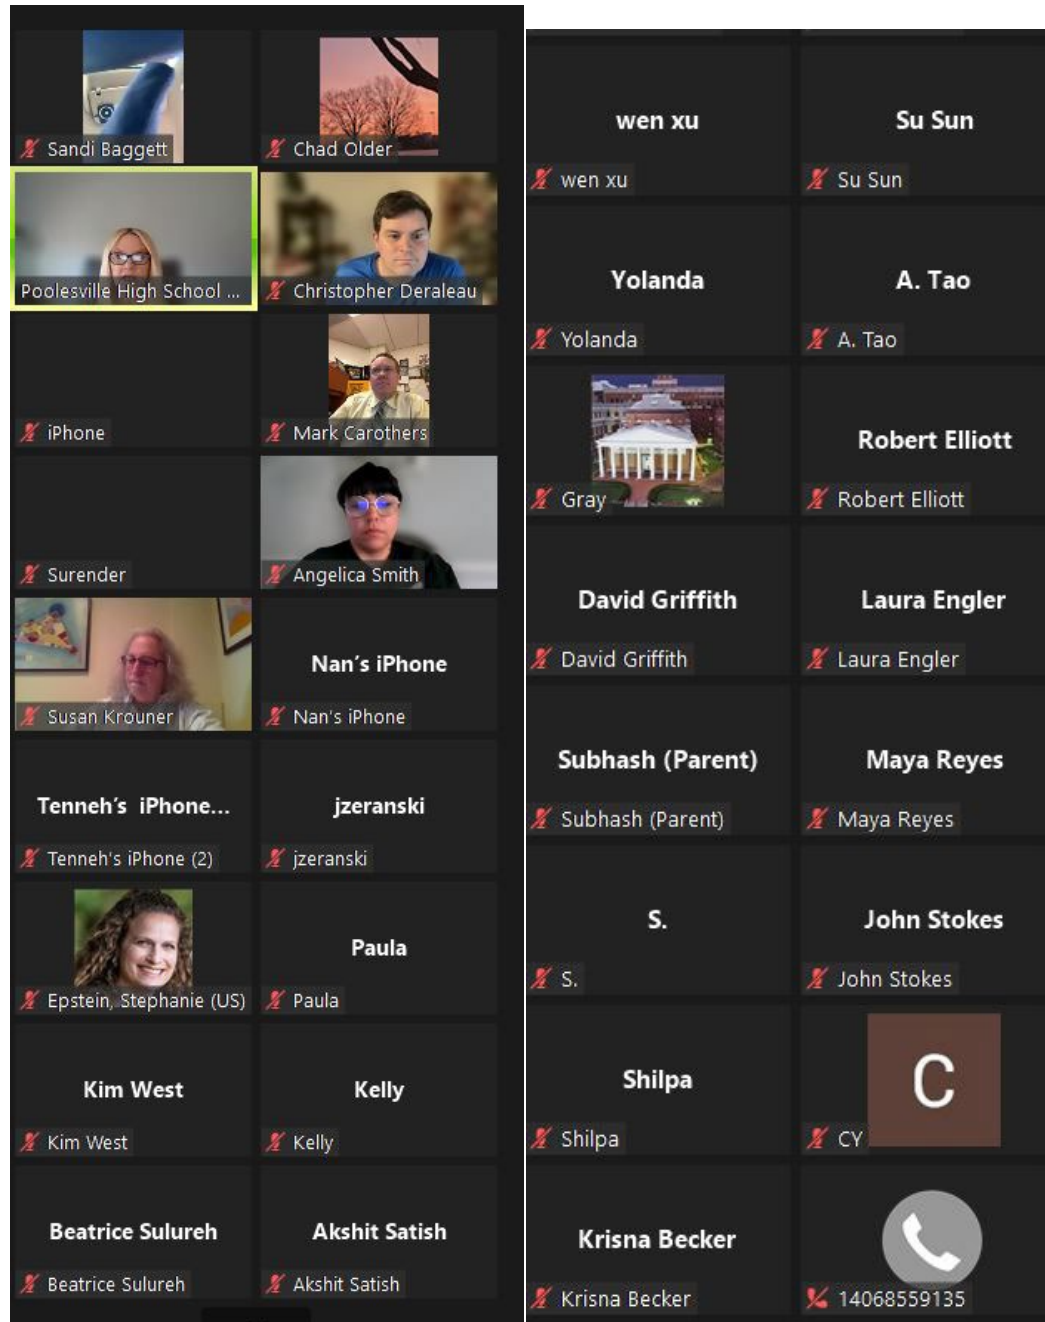 Sandi Baggett
Chad Older
Poolesville High School ...
Christopher Deraleau
iPhone
Mark Carothers
Surender
Angelica Smith
Susan Krouner
Nan's iPhone
Nan's iPhone
Tenneh's iPhone...
Tenneh's iPhone (2)
jzeranski
jzeranski
Epstein, Stephanie (US)
Paula
Paula
Kim West
Kim West
Kelly
Kelly
Beatrice Sulureh
Beatrice Sulureh
Akshit Satish
Akshit Satish
wen xu
wen xu
Su Sun
Su Sun
Yolanda
Yolanda
A. Tao
A. Tao
Gray
Robert Elliott
Robert Elliott
David Griffith
David Griffith
Laura Engler
Laura Engler
Subhash (Parent)
Subhash (Parent)
Maya Reyes
Maya Reyes
S.
S.
John Stokes
John Stokes
Shilpa
Shilpa
C
CY
Krisna Becker
Krisna Becker
14068559135